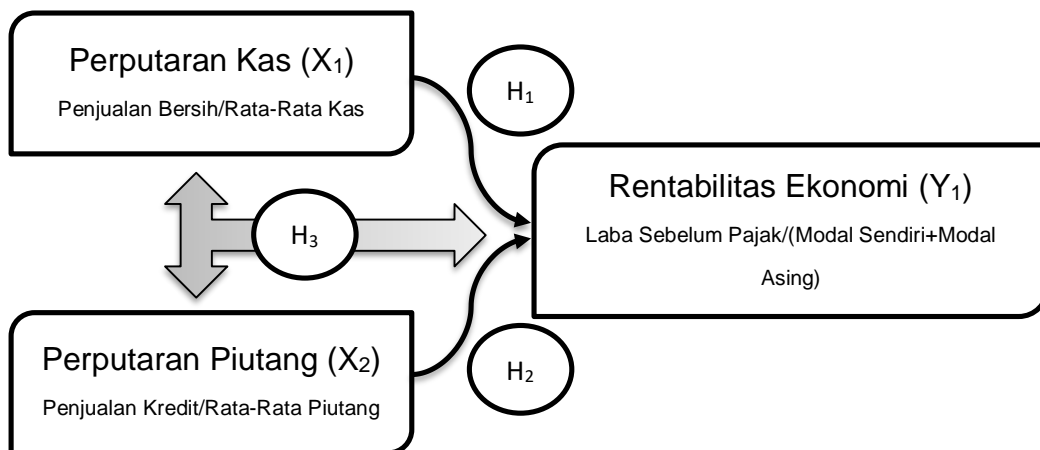 Perputaran Kas (X₁)
Penjualan Bersih/Rata-Rata Kas
H₁
Rentabilitas Ekonomi (Y₁)
Laba Sebelum Pajak/(Modal Sendiri+Modal
Asing)
H₃
Perputaran Piutang (X₂)
Penjualan Kredit/Rata-Rata Piutang
H₂